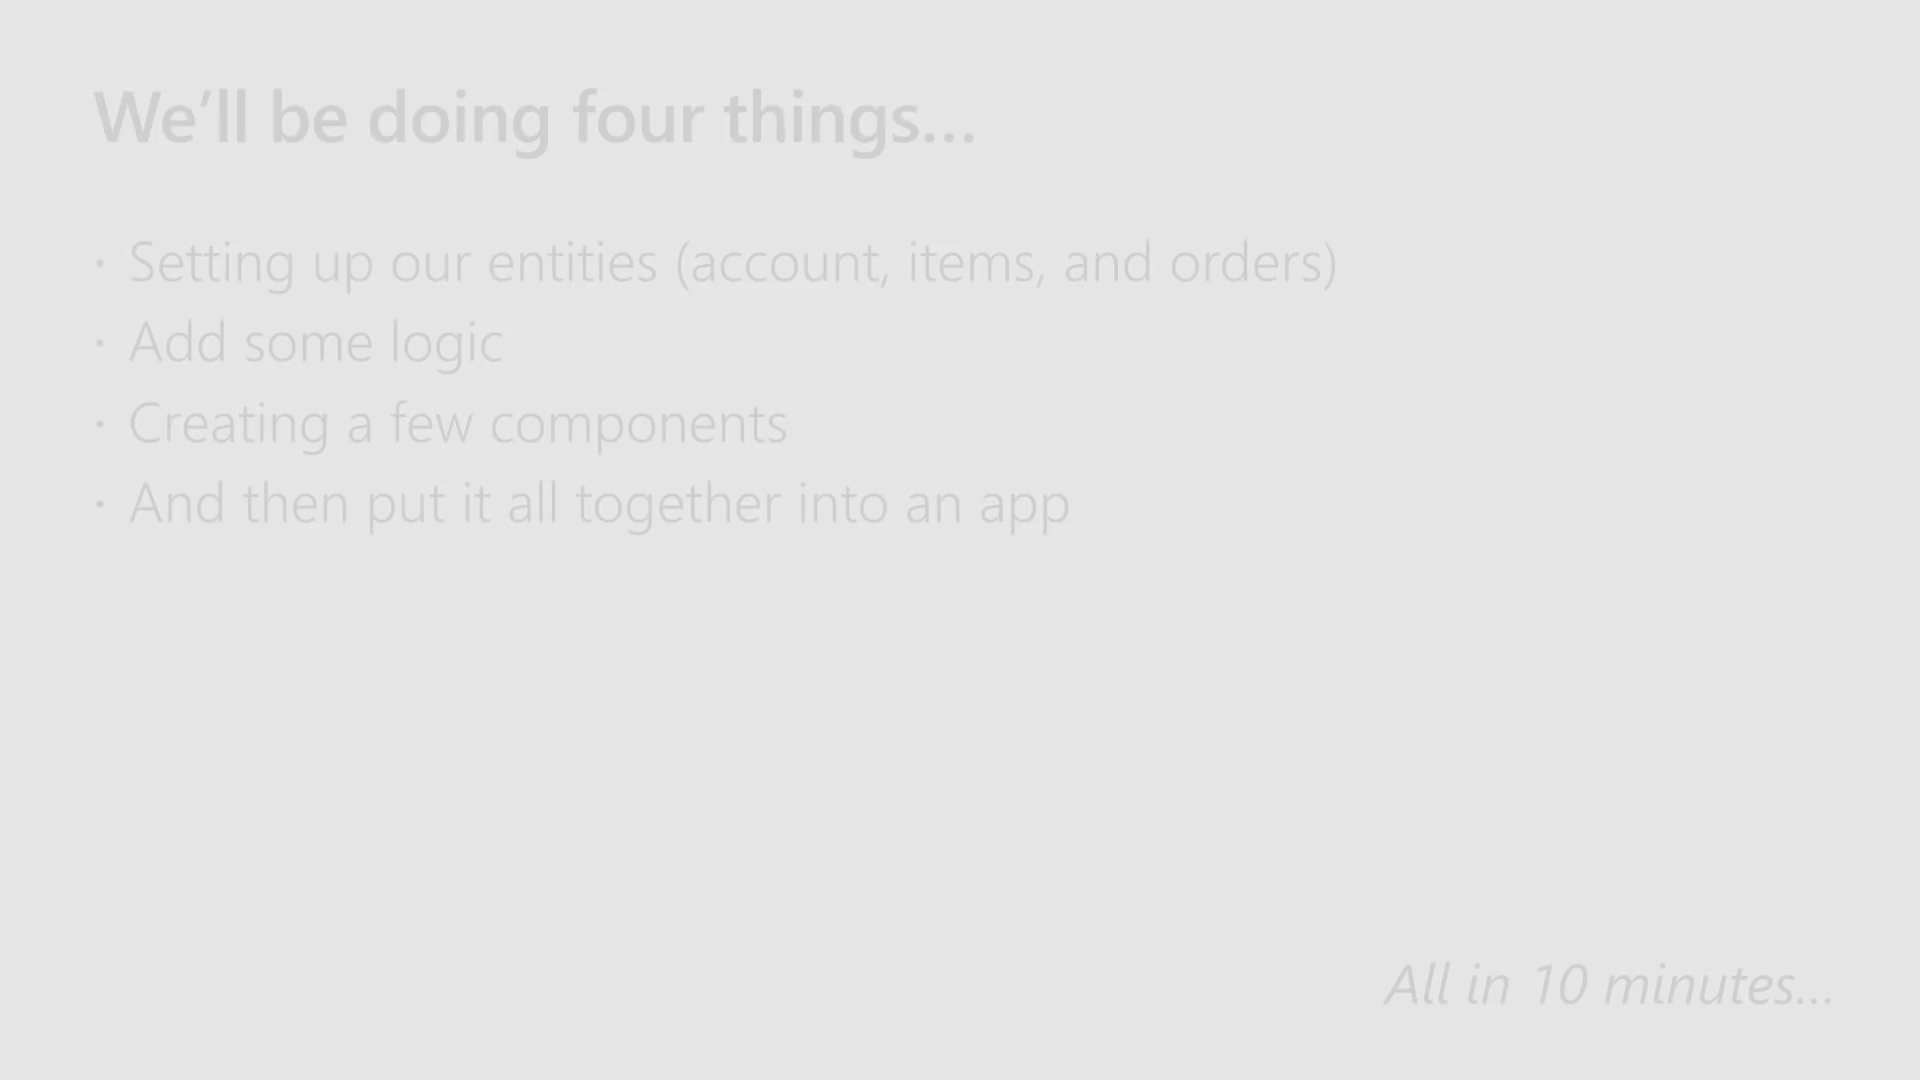 We’ll be doing four things…
· Setting up our entities (account, items, and orders)
· Add some logic
· Creating a few components
· And then put it all together into an app
All in 10 minutes…